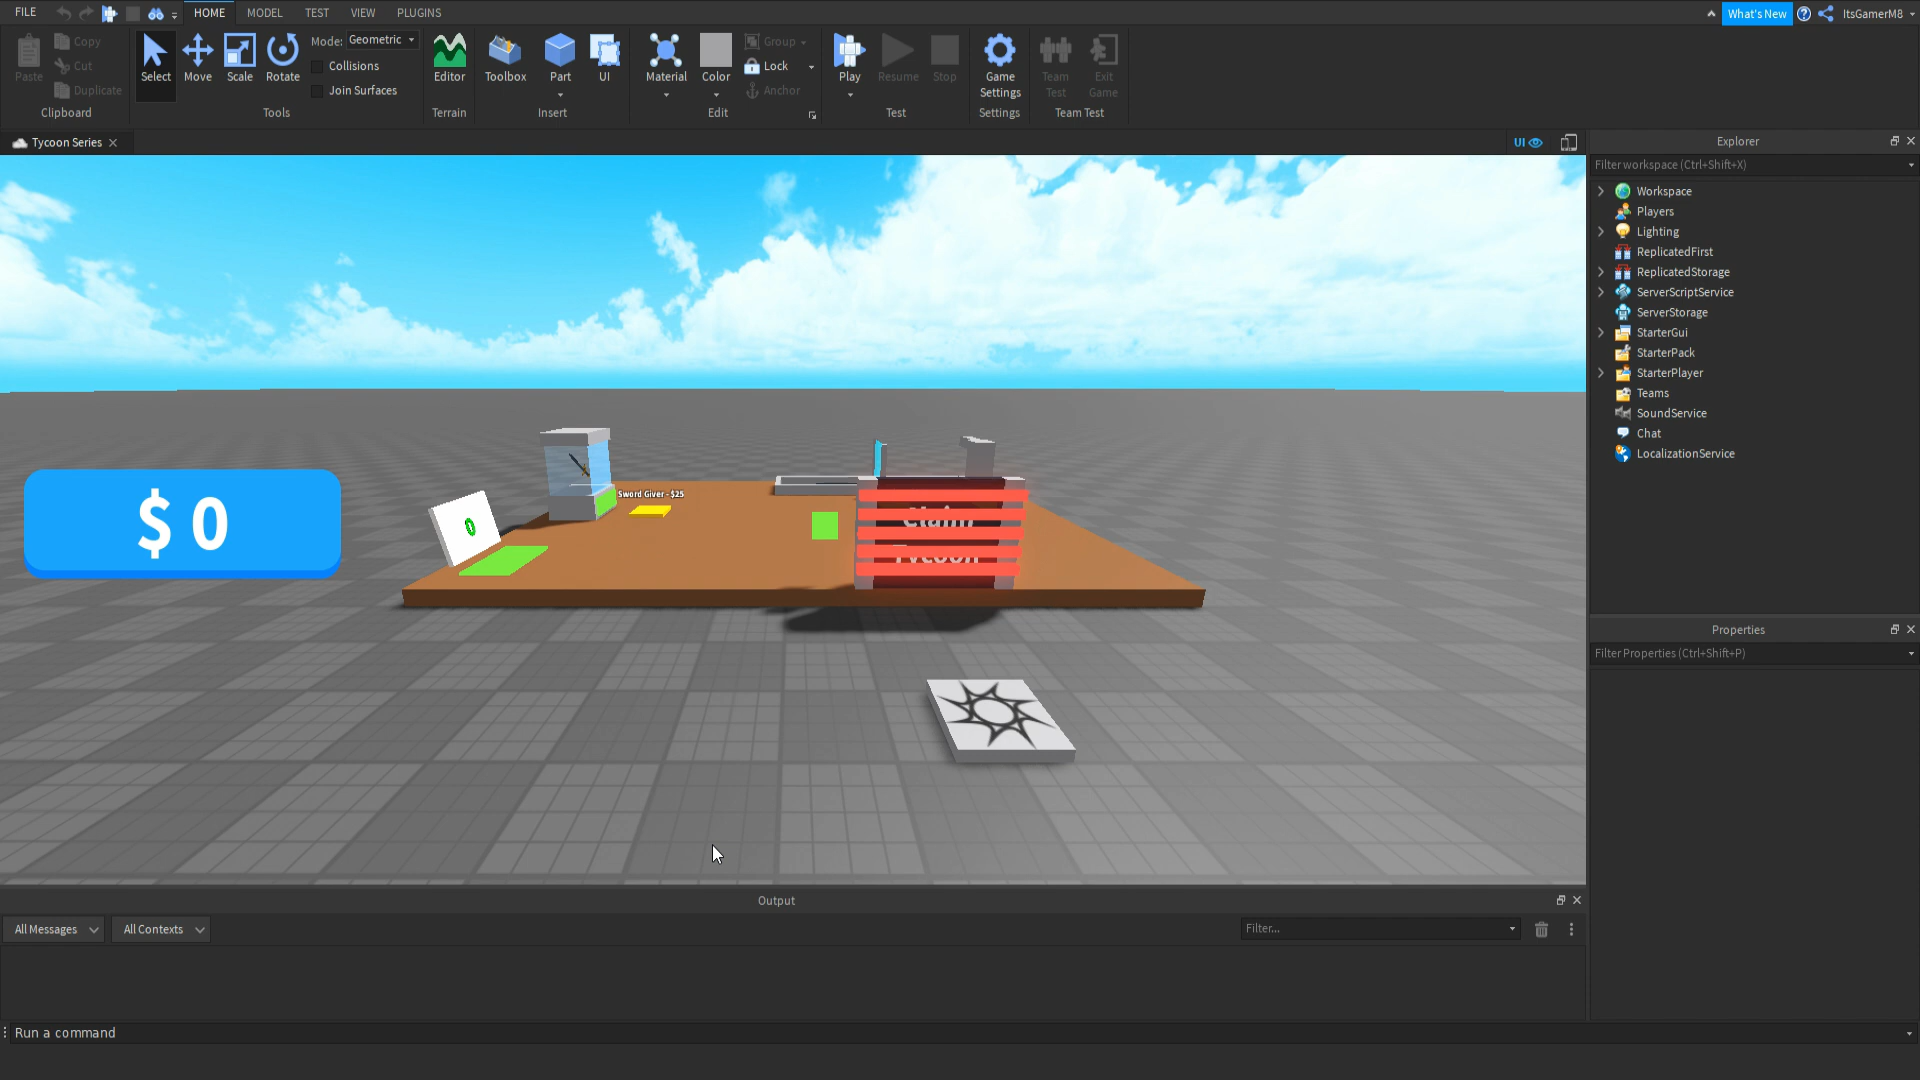 FILE HOME MODEL TEST VIEW PLUGINS What's New ItsGamerM8
Paste
Copy
Cut
Duplicate
Clipboard
Select Move Scale Rotate
Mode: Geometric
Collisions
Join Surfaces
Tools
Editor
Terrain
Toolbox Part UI
Insert
Material Color
Group
Lock
Anchor
Edit
Play Resume Stop
Test
Game Settings
Settings
Team Test
Exit Game
Team Test
Tycoon Series
UI
$ 0
0
Sword Giver - $25
Claim
Tycoon
Explorer
Filter workspace (Ctrl+Shift+X)
Workspace
Players
Lighting
ReplicatedFirst
ReplicatedStorage
ServerScriptService
ServerStorage
StarterGui
StarterPack
StarterPlayer
Teams
SoundService
Chat
LocalizationService
Properties
Filter Properties (Ctrl+Shift+P)
Output
All Messages All Contexts Filter...
Run a command